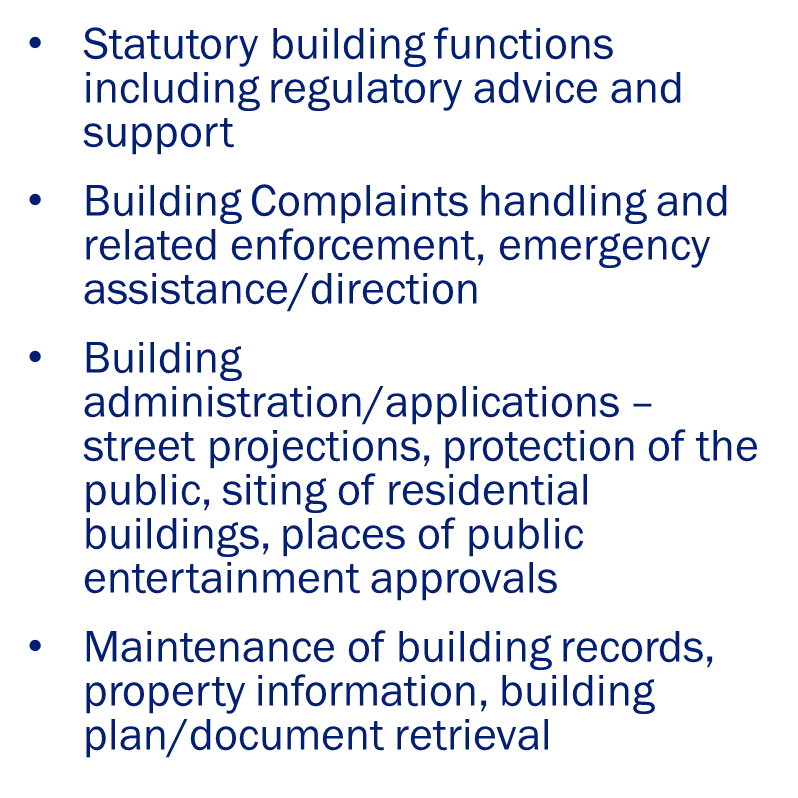 • Statutory building functions
including regulatory advice and
support
• Building Complaints handling and
related enforcement, emergency
assistance/direction
• Building
administration/applications –
street projections, protection of the
public, siting of residential
buildings, places of public
entertainment approvals
• Maintenance of building records,
property information, building
plan/document retrieval